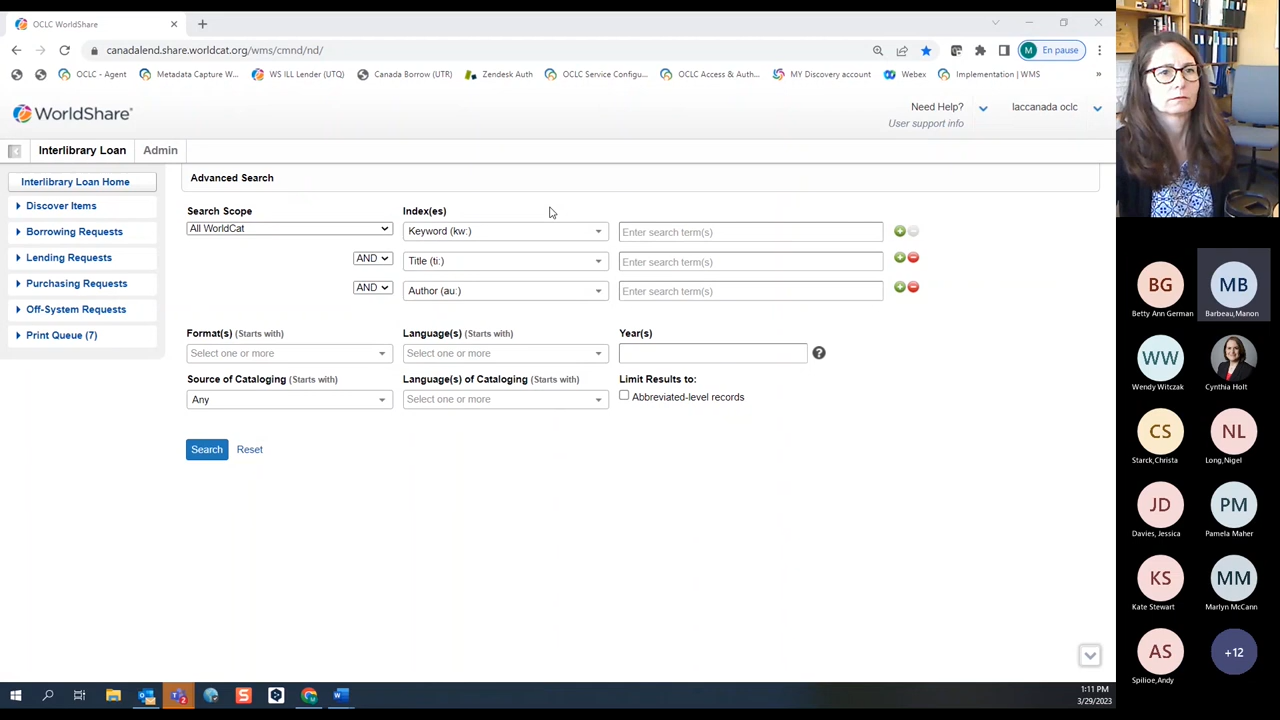 OCLC WorldShare
canadalend.share.worldcat.org/wms/cmnd/nd/
M En pause
OCLC - Agent
Metadata Capture W...
WS ILL Lender (UTQ)
Canada Borrow (UTR)
Zendesk Auth
OCLC Service Configu...
OCLC Access & Auth...
MY Discovery account
Webex
Implementation | WMS
»
WorldShare®
Need Help?
laccanada oclc
User support info
Interlibrary Loan
Admin
Interlibrary Loan Home
Discover Items
Borrowing Requests
Lending Requests
Purchasing Requests
Off-System Requests
Print Queue (7)
Advanced Search
Search Scope
Index(es)
All WorldCat
Keyword (kw:)
Enter search term(s)
AND
Title (ti:)
Enter search term(s)
AND
Author (au:)
Enter search term(s)
Format(s) (Starts with)
Language(s) (Starts with)
Year(s)
Select one or more
Select one or more
?
Source of Cataloging (Starts with)
Language(s) of Cataloging (Starts with)
Limit Results to:
Any
Select one or more
Abbreviated-level records
Search
Reset
1:11 PM
3/29/2023
BG
Betty Ann German
MB
Barbeau,Manon
WW
Wendy Witczak
Cynthia Holt
CS
Starck,Christa
NL
Long,Nigel
JD
Davies, Jessica
PM
Pamela Maher
KS
Kate Stewart
MM
Marlyn McCann
AS
Spilioe,Andy
+12